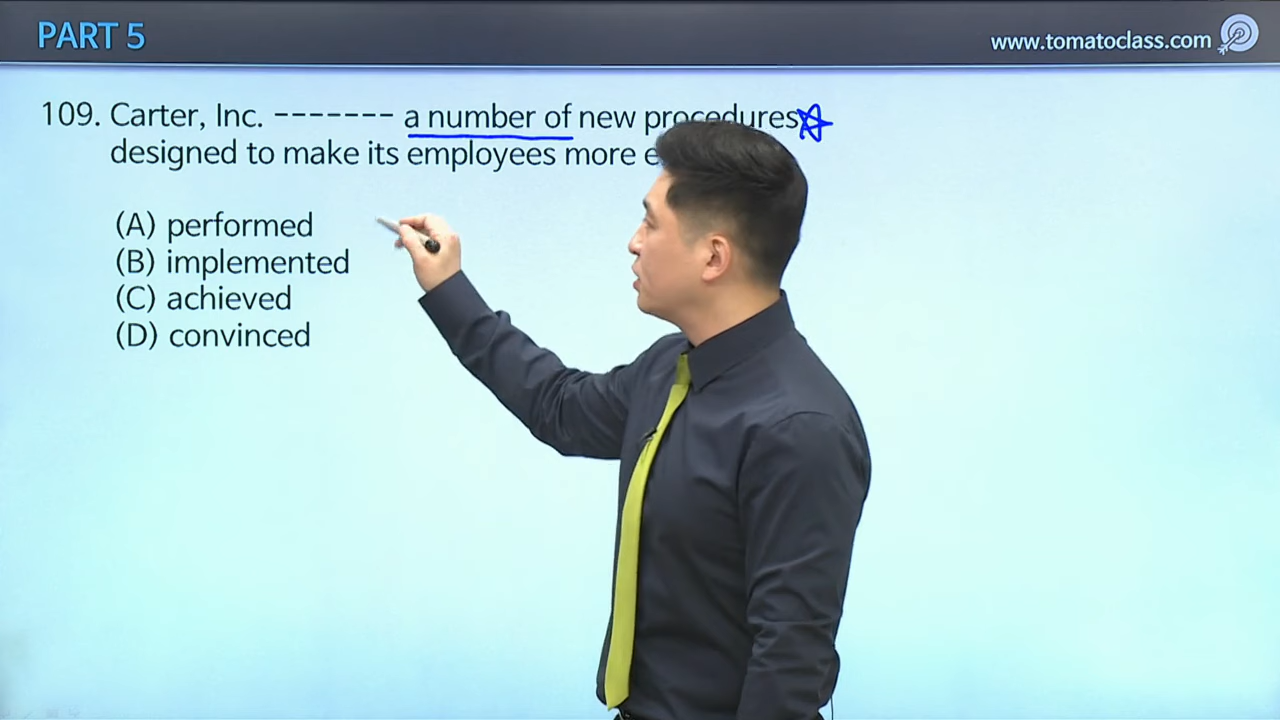 PART 5
www.tomatoclass.com
109. Carter, Inc. ------- a number of new procedures
designed to make its employees more
(A) performed
(B) implemented
(C) achieved
(D) convinced